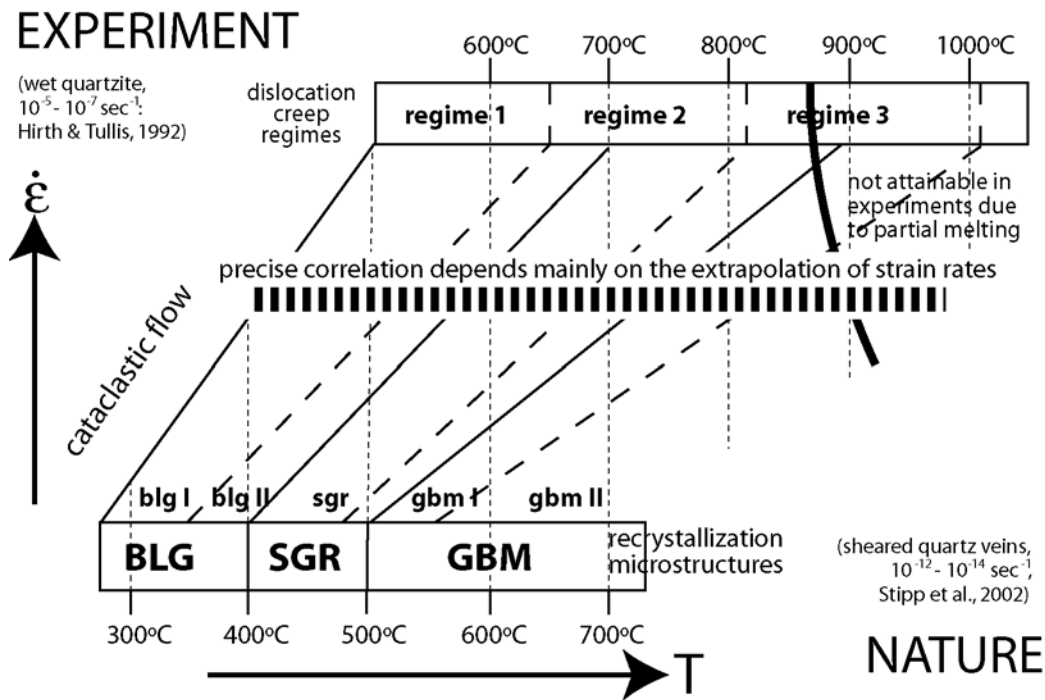 EXPERIMENT
(wet quartzite,
10⁻⁵- 10⁻⁷ sec⁻¹:
Hirth & Tullis, 1992)
600ºC
700ºC
800ºC
900ºC
1000ºC
dislocation
creep
regimes
regime 1
regime 2
regime 3
ε̇
not attainable in
experiments due
to partial melting
precise correlation depends mainly on the extrapolation of strain rates
cataclastic flow
blg I
blg II
sgr
gbm I
gbm II
BLG
SGR
GBM
recrystallization
microstructures
(sheared quartz veins,
10⁻¹²- 10⁻¹⁴ sec⁻¹,
Stipp et al., 2002)
300ºC
400ºC
500ºC
600ºC
700ºC
T
NATURE